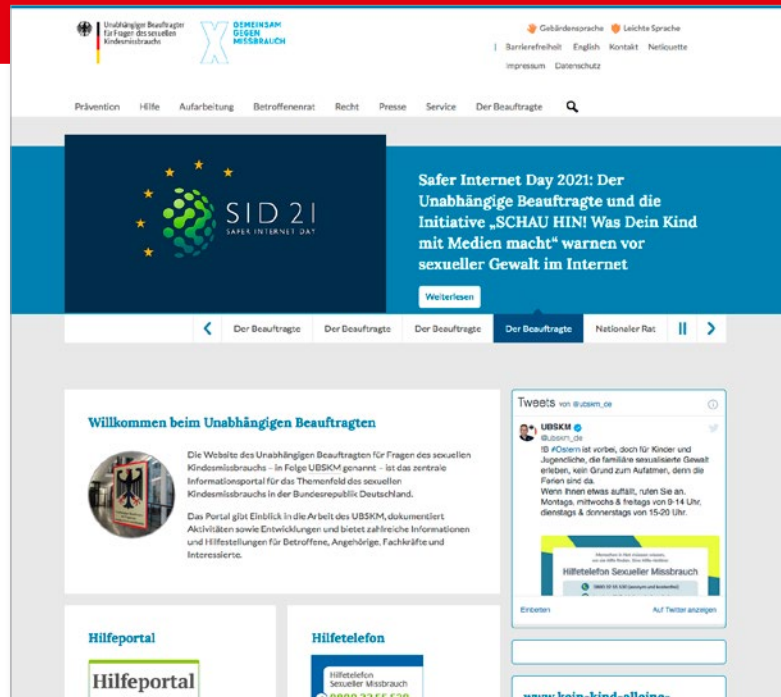 Unabhängiger Beauftragter
für Fragen des sexuellen
Kindesmissbrauchs
GEMEINSAM
GEGEN
MISSBRAUCH
Gebärdensprache Leichte Sprache
| Barrierefreiheit English Kontakt Netiquette
Impressum Datenschutz
Prävention Hilfe Aufarbeitung Betroffenenrat Recht Presse Service Der Beauftragte
SID 21
SAFER INTERNET DAY
Safer Internet Day 2021: Der
Unabhängige Beauftragte und die
Initiative „SCHAU HIN! Was Dein Kind
mit Medien macht“ warnen vor
sexueller Gewalt im Internet
Weiterlesen
Der Beauftragte Der Beauftragte Der Beauftragte Der Beauftragte Nationaler Rat
Willkommen beim Unabhängigen Beauftragten
Die Website des Unabhängigen Beauftragten für Fragen des sexuellen
Kindesmissbrauchs – in Folge UBSKM genannt – ist das zentrale
Informationsportal für das Themenfeld des sexuellen
Kindesmissbrauchs in der Bundesrepublik Deutschland.
Das Portal gibt Einblick in die Arbeit des UBSKM, dokumentiert
Aktivitäten sowie Entwicklungen und bietet zahlreiche Informationen
und Hilfestellungen für Betroffene, Angehörige, Fachkräfte und
Interessierte.
Tweets von @ubskm_de
UBSKM
@ubskm_de
#Ostern ist vorbei, doch für Kinder und
Jugendliche, die familiäre sexualisierte Gewalt
erleben, kein Grund zum Aufatmen, denn die
Ferien sind da.
Wenn Ihnen etwas auffällt, rufen Sie an.
Montags, mittwochs & freitags von 9-14 Uhr,
dienstags & donnerstags von 15-20 Uhr.
Hilfetelefon Sexueller Missbrauch
Einbetten Auf Twitter anzeigen
Hilfeportal
Hilfeportal
Hilfetelefon
Hilfetelefon
Sexueller Missbrauch
www.kein-kind-alleine-